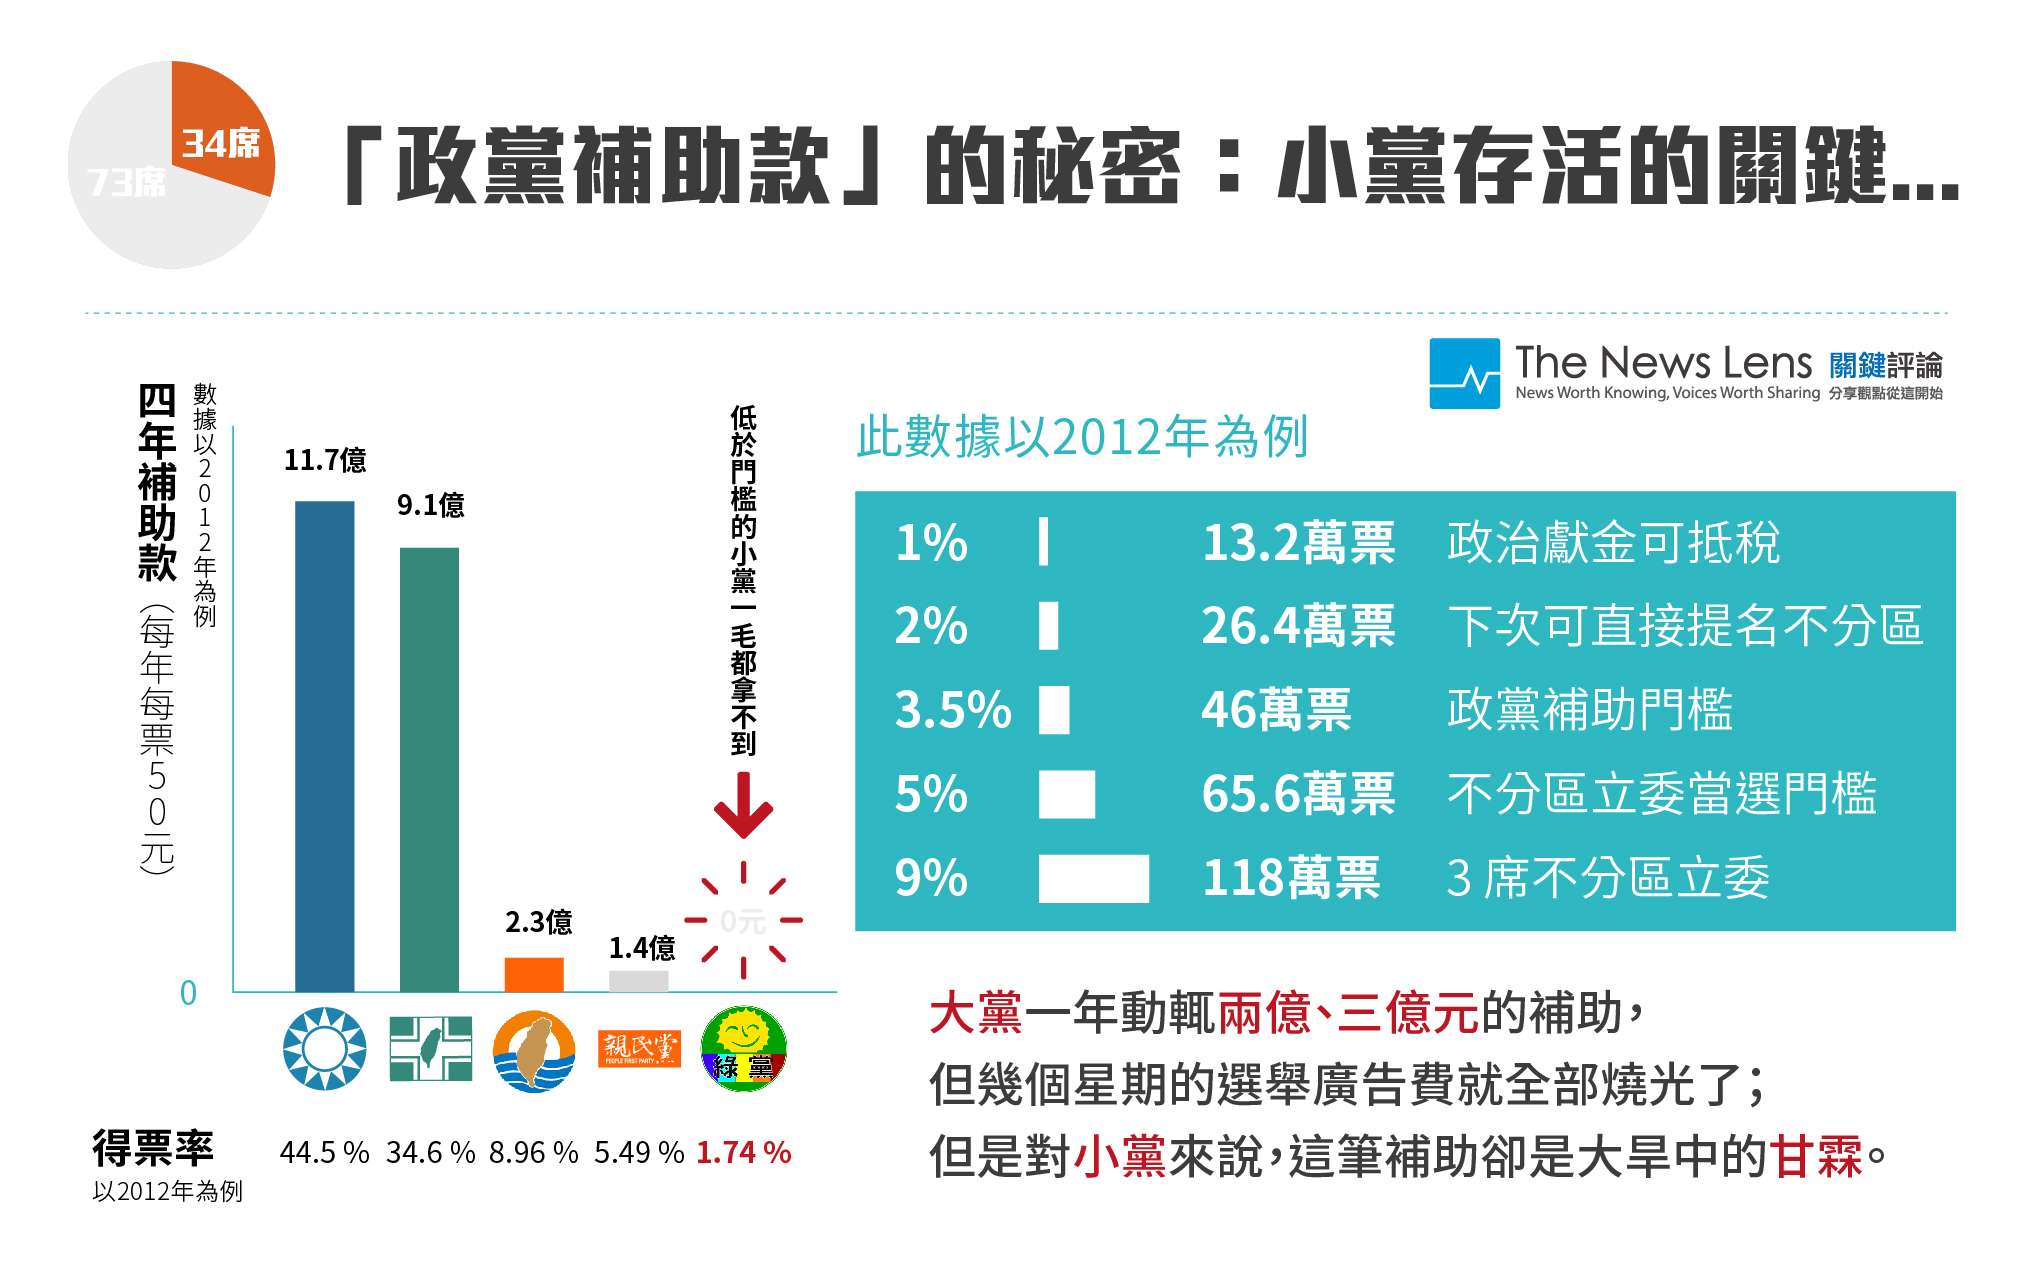 34席
73席
「政黨補助款」的秘密：小黨存活的關鍵...
The News Lens 關鍵評論
News Worth Knowing, Voices Worth Sharing 分享觀點從這開始
四年補助款（每年每票50元）
數據以2012年為例
11.7億
9.1億
2.3億
1.4億
低於門檻的小黨一毛都拿不到
0元
0
親民黨
PEOPLE FIRST PARTY
綠黨
得票率
以2012年為例
44.5 % 34.6 % 8.96 % 5.49 % 1.74 %
此數據以2012年為例
1% 13.2萬票 政治獻金可抵稅
2% 26.4萬票 下次可直接提名不分區
3.5% 46萬票 政黨補助門檻
5% 65.6萬票 不分區立委當選門檻
9% 118萬票 3 席不分區立委
大黨一年動輒兩億、三億元的補助，
但幾個星期的選舉廣告費就全部燒光了；
但是對小黨來說，這筆補助卻是大旱中的甘霖。